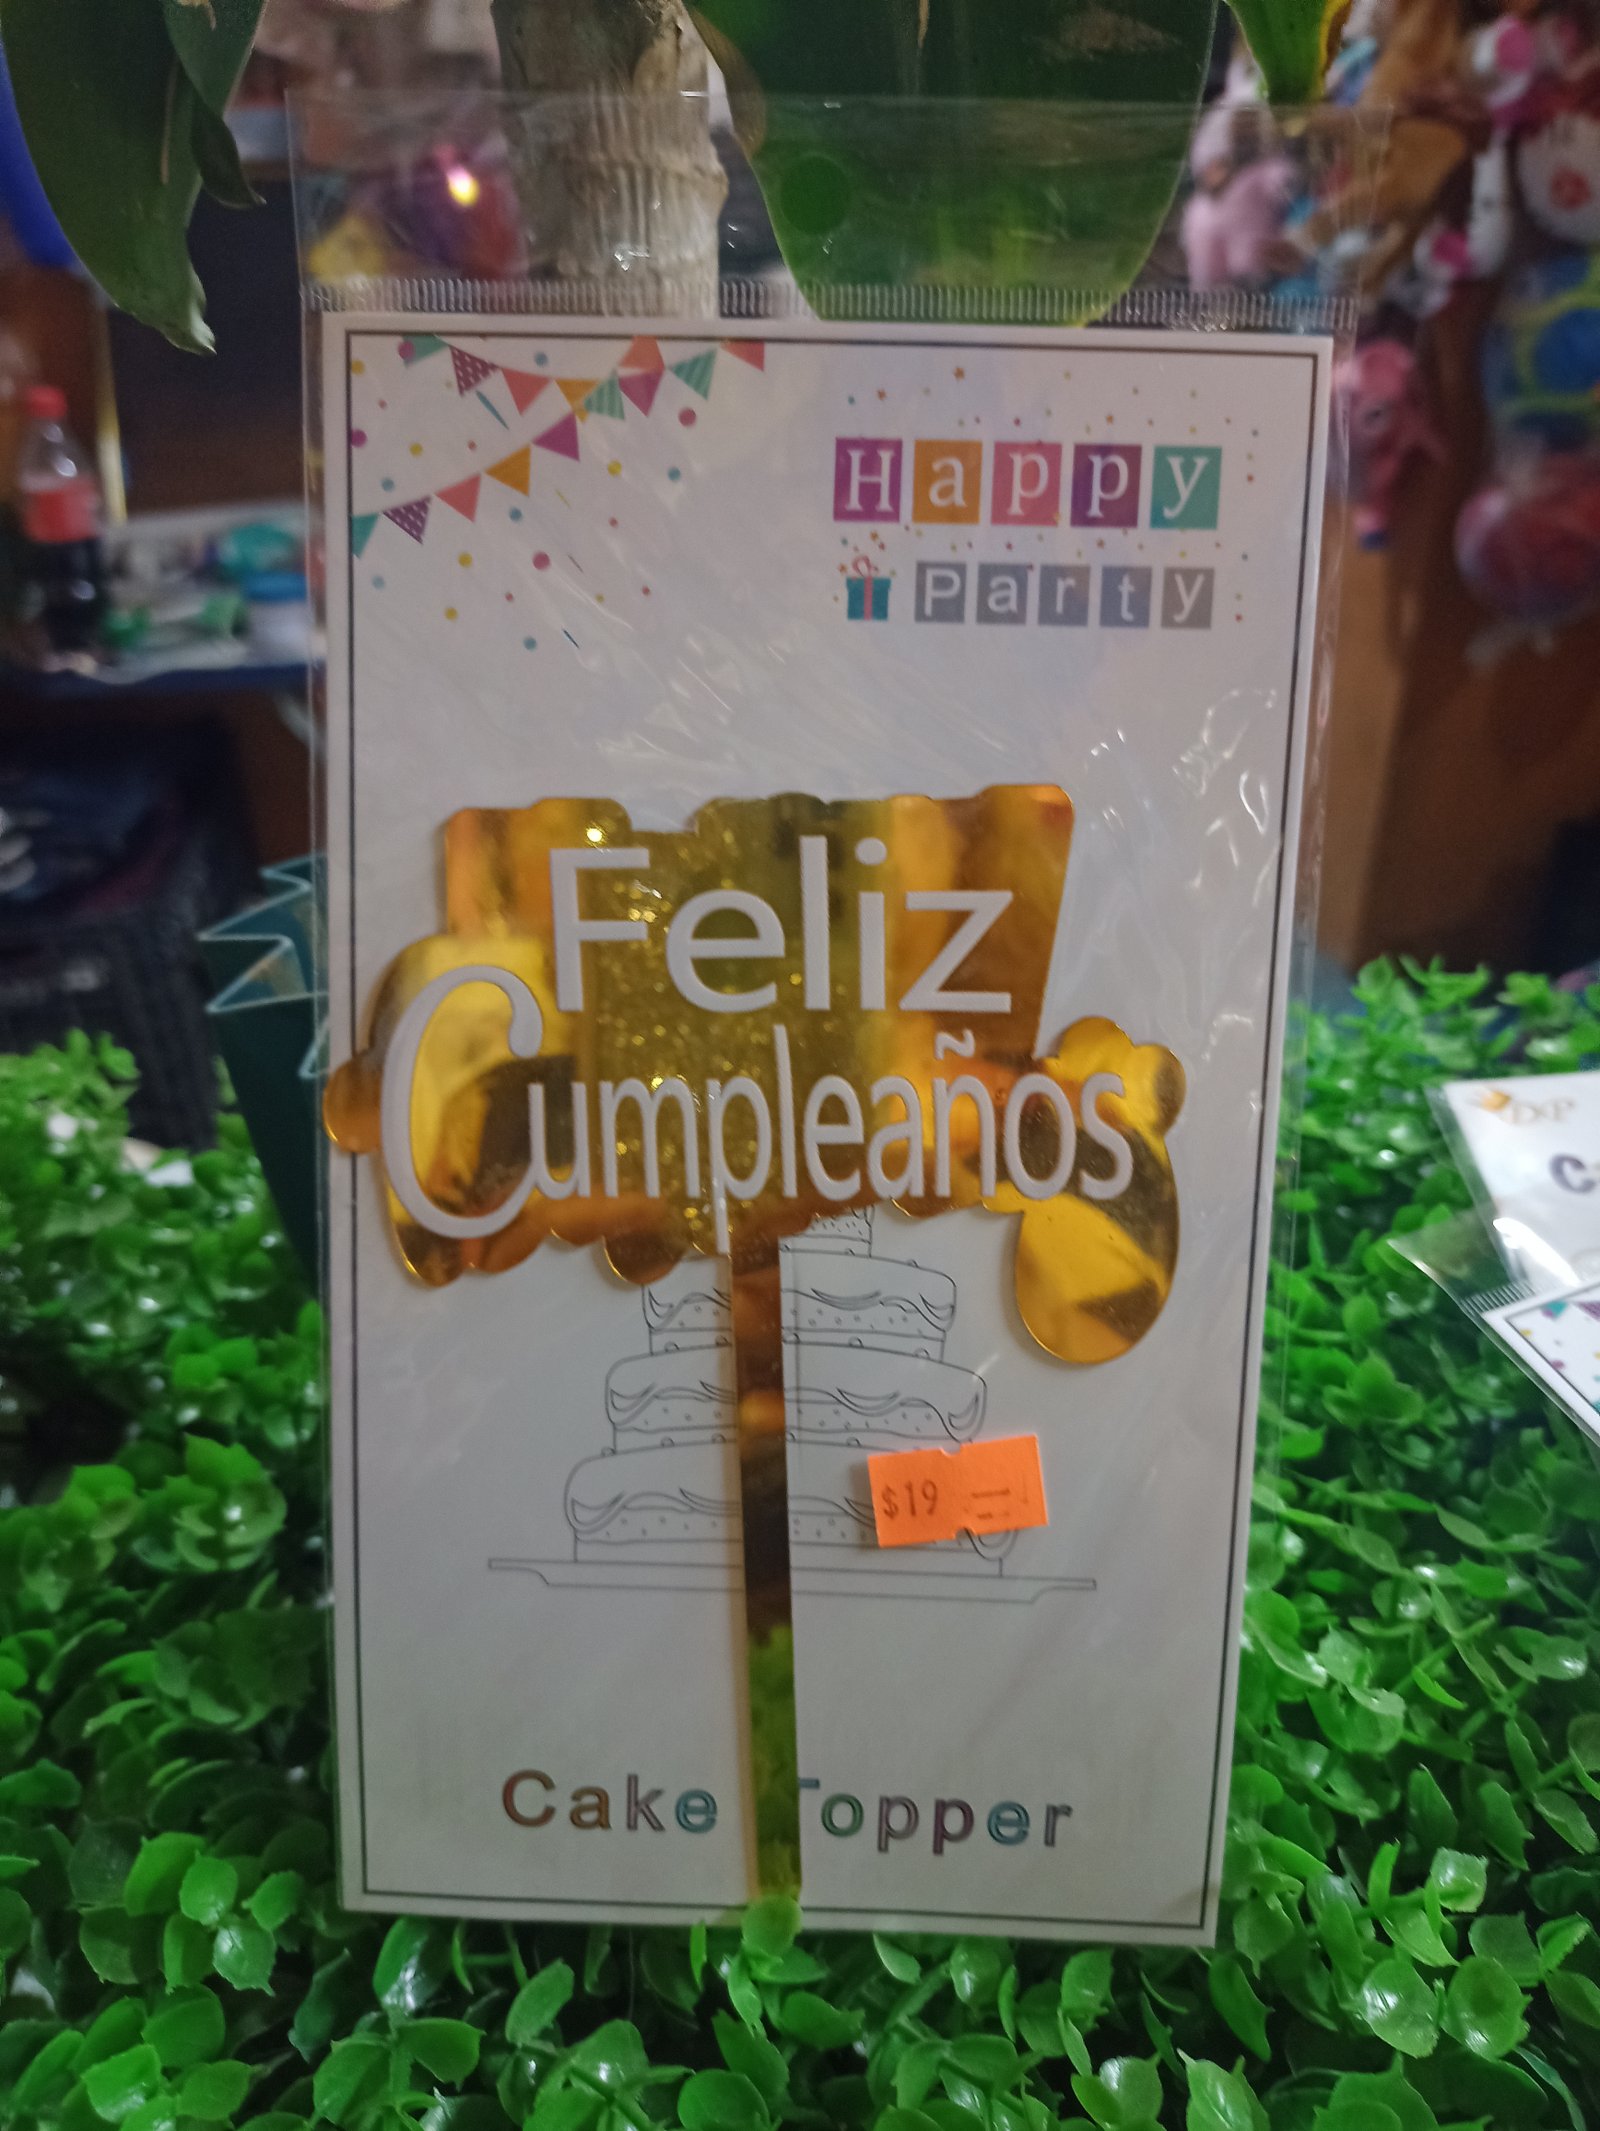 Happy
Party
Feliz
Cumpleaños
$19
Cake Topper